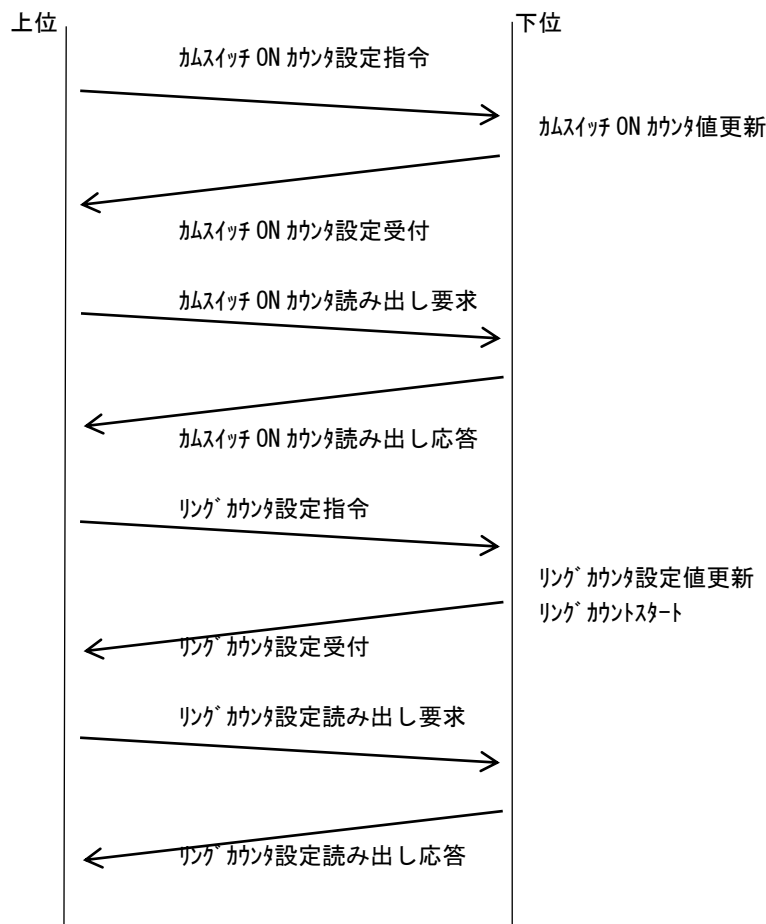 上位
下位
ｶﾑｽｲｯﾁ ON ｶｳﾝﾀ設定指令
ｶﾑｽｲｯﾁ ON ｶｳﾝﾀ値更新
ｶﾑｽｲｯﾁ ON ｶｳﾝﾀ設定受付
ｶﾑｽｲｯﾁ ON ｶｳﾝﾀ読み出し要求
ｶﾑｽｲｯﾁ ON ｶｳﾝﾀ読み出し応答
ﾘﾝｸﾞｶｳﾝﾀ設定指令
ﾘﾝｸﾞｶｳﾝﾀ設定値更新
ﾘﾝｸﾞｶｳﾝﾄｽﾀｰﾄ
ﾘﾝｸﾞｶｳﾝﾀ設定受付
ﾘﾝｸﾞｶｳﾝﾀ設定読み出し要求
ﾘﾝｸﾞｶｳﾝﾀ設定読み出し応答